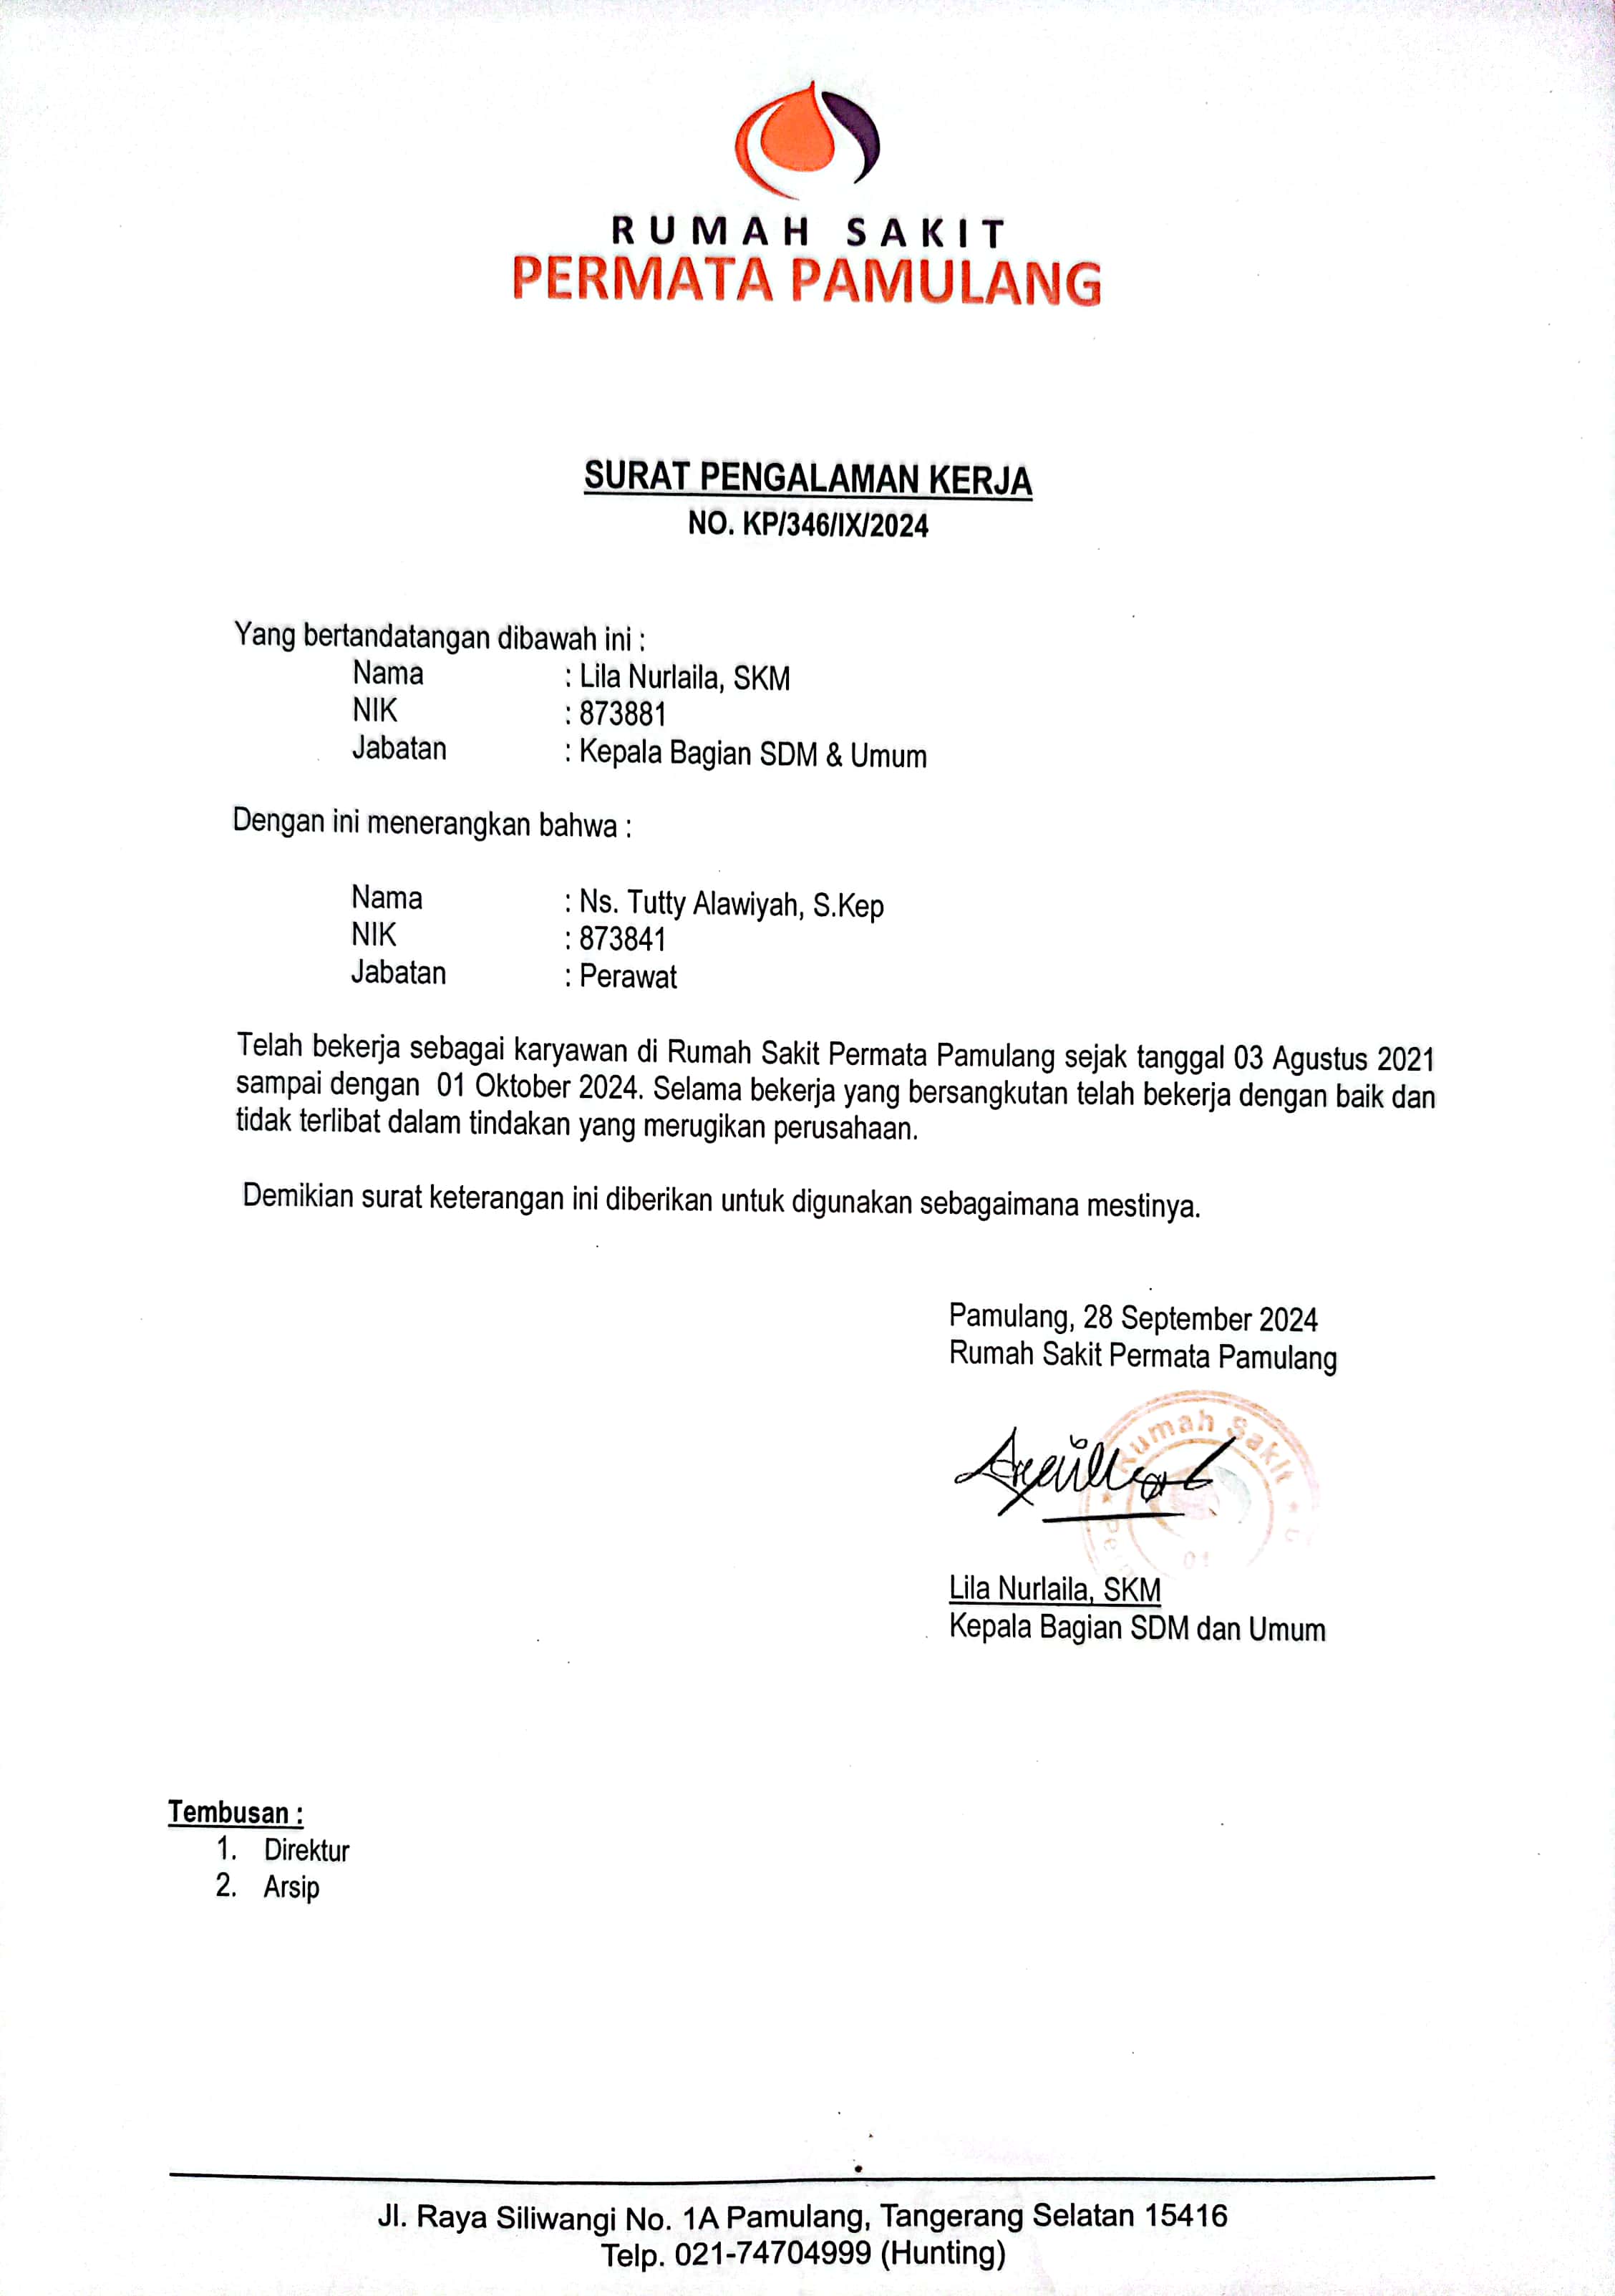 RUMAH SAKIT
PERMATA PAMULANG
SURAT PENGALAMAN KERJA
NO. KP/346/IX/2024
Yang bertandatangan dibawah ini :
Nama : Lila Nurlaila, SKM
NIK : 873881
Jabatan : Kepala Bagian SDM & Umum
Dengan ini menerangkan bahwa :
Nama : Ns. Tutty Alawiyah, S.Kep
NIK : 873841
Jabatan : Perawat
Telah bekerja sebagai karyawan di Rumah Sakit Permata Pamulang sejak tanggal 03 Agustus 2021
sampai dengan 01 Oktober 2024. Selama bekerja yang bersangkutan telah bekerja dengan baik dan
tidak terlibat dalam tindakan yang merugikan perusahaan.
Demikian surat keterangan ini diberikan untuk digunakan sebagaimana mestinya.
Pamulang, 28 September 2024
Rumah Sakit Permata Pamulang
Rumah Sakit
01
Lila Nurlaila, SKM
Kepala Bagian SDM dan Umum
Tembusan :
1. Direktur
2. Arsip
Jl. Raya Siliwangi No. 1A Pamulang, Tangerang Selatan 15416
Telp. 021-74704999 (Hunting)